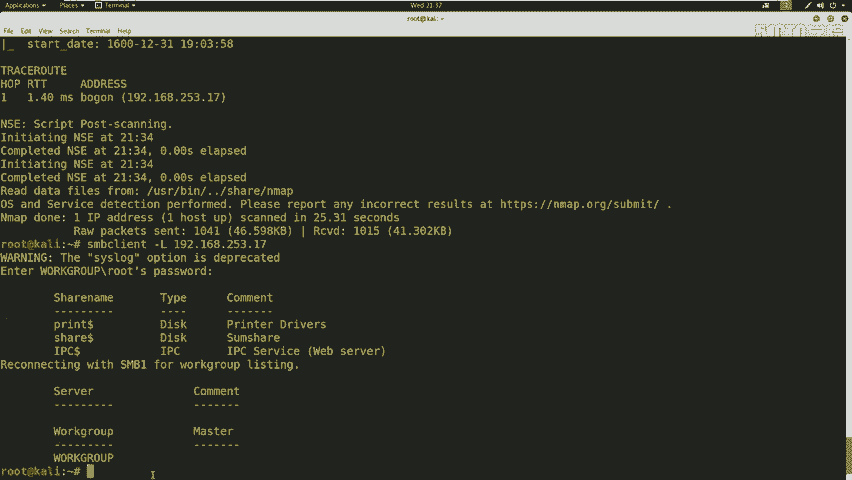 Applications Places Terminal Wed 21:37
root@kali: ~
File Edit View Search Terminal Help
|_ start_date: 1600-12-31 19:03:58
TRACEROUTE
HOP RTT ADDRESS
1 1.40 ms bogon (192.168.253.17)
NSE: Script Post-scanning.
Initiating NSE at 21:34
Completed NSE at 21:34, 0.00s elapsed
Initiating NSE at 21:34
Completed NSE at 21:34, 0.00s elapsed
Read data files from: /usr/bin/../share/nmap
OS and Service detection performed. Please report any incorrect results at https://nmap.org/submit/ .
Nmap done: 1 IP address (1 host up) scanned in 25.31 seconds
Raw packets sent: 1041 (46.598KB) | Rcvd: 1015 (41.302KB)
root@kali:~# smbclient -L 192.168.253.17
WARNING: The "syslog" option is deprecated
Enter WORKGROUP\root's password:
Sharename Type Comment
--------- ---- -------
print$ Disk Printer Drivers
share$ Disk Sumshare
IPC$ IPC IPC Service (Web server)
Reconnecting with SMB1 for workgroup listing.
Server Comment
--------- -------
Workgroup Master
--------- -------
WORKGROUP
root@kali:~#